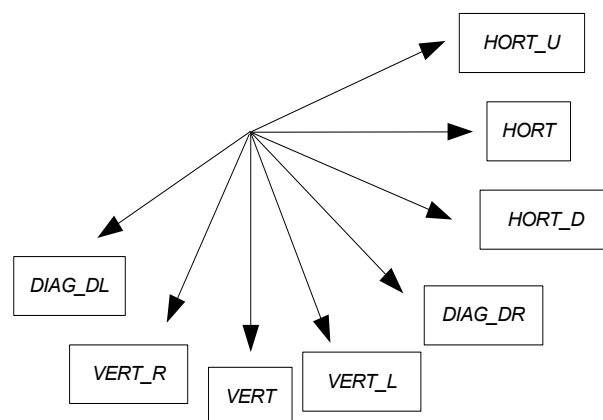 HORT_U
HORT
HORT_D
DIAG_DL
DIAG_DR
VERT_R
VERT
VERT_L